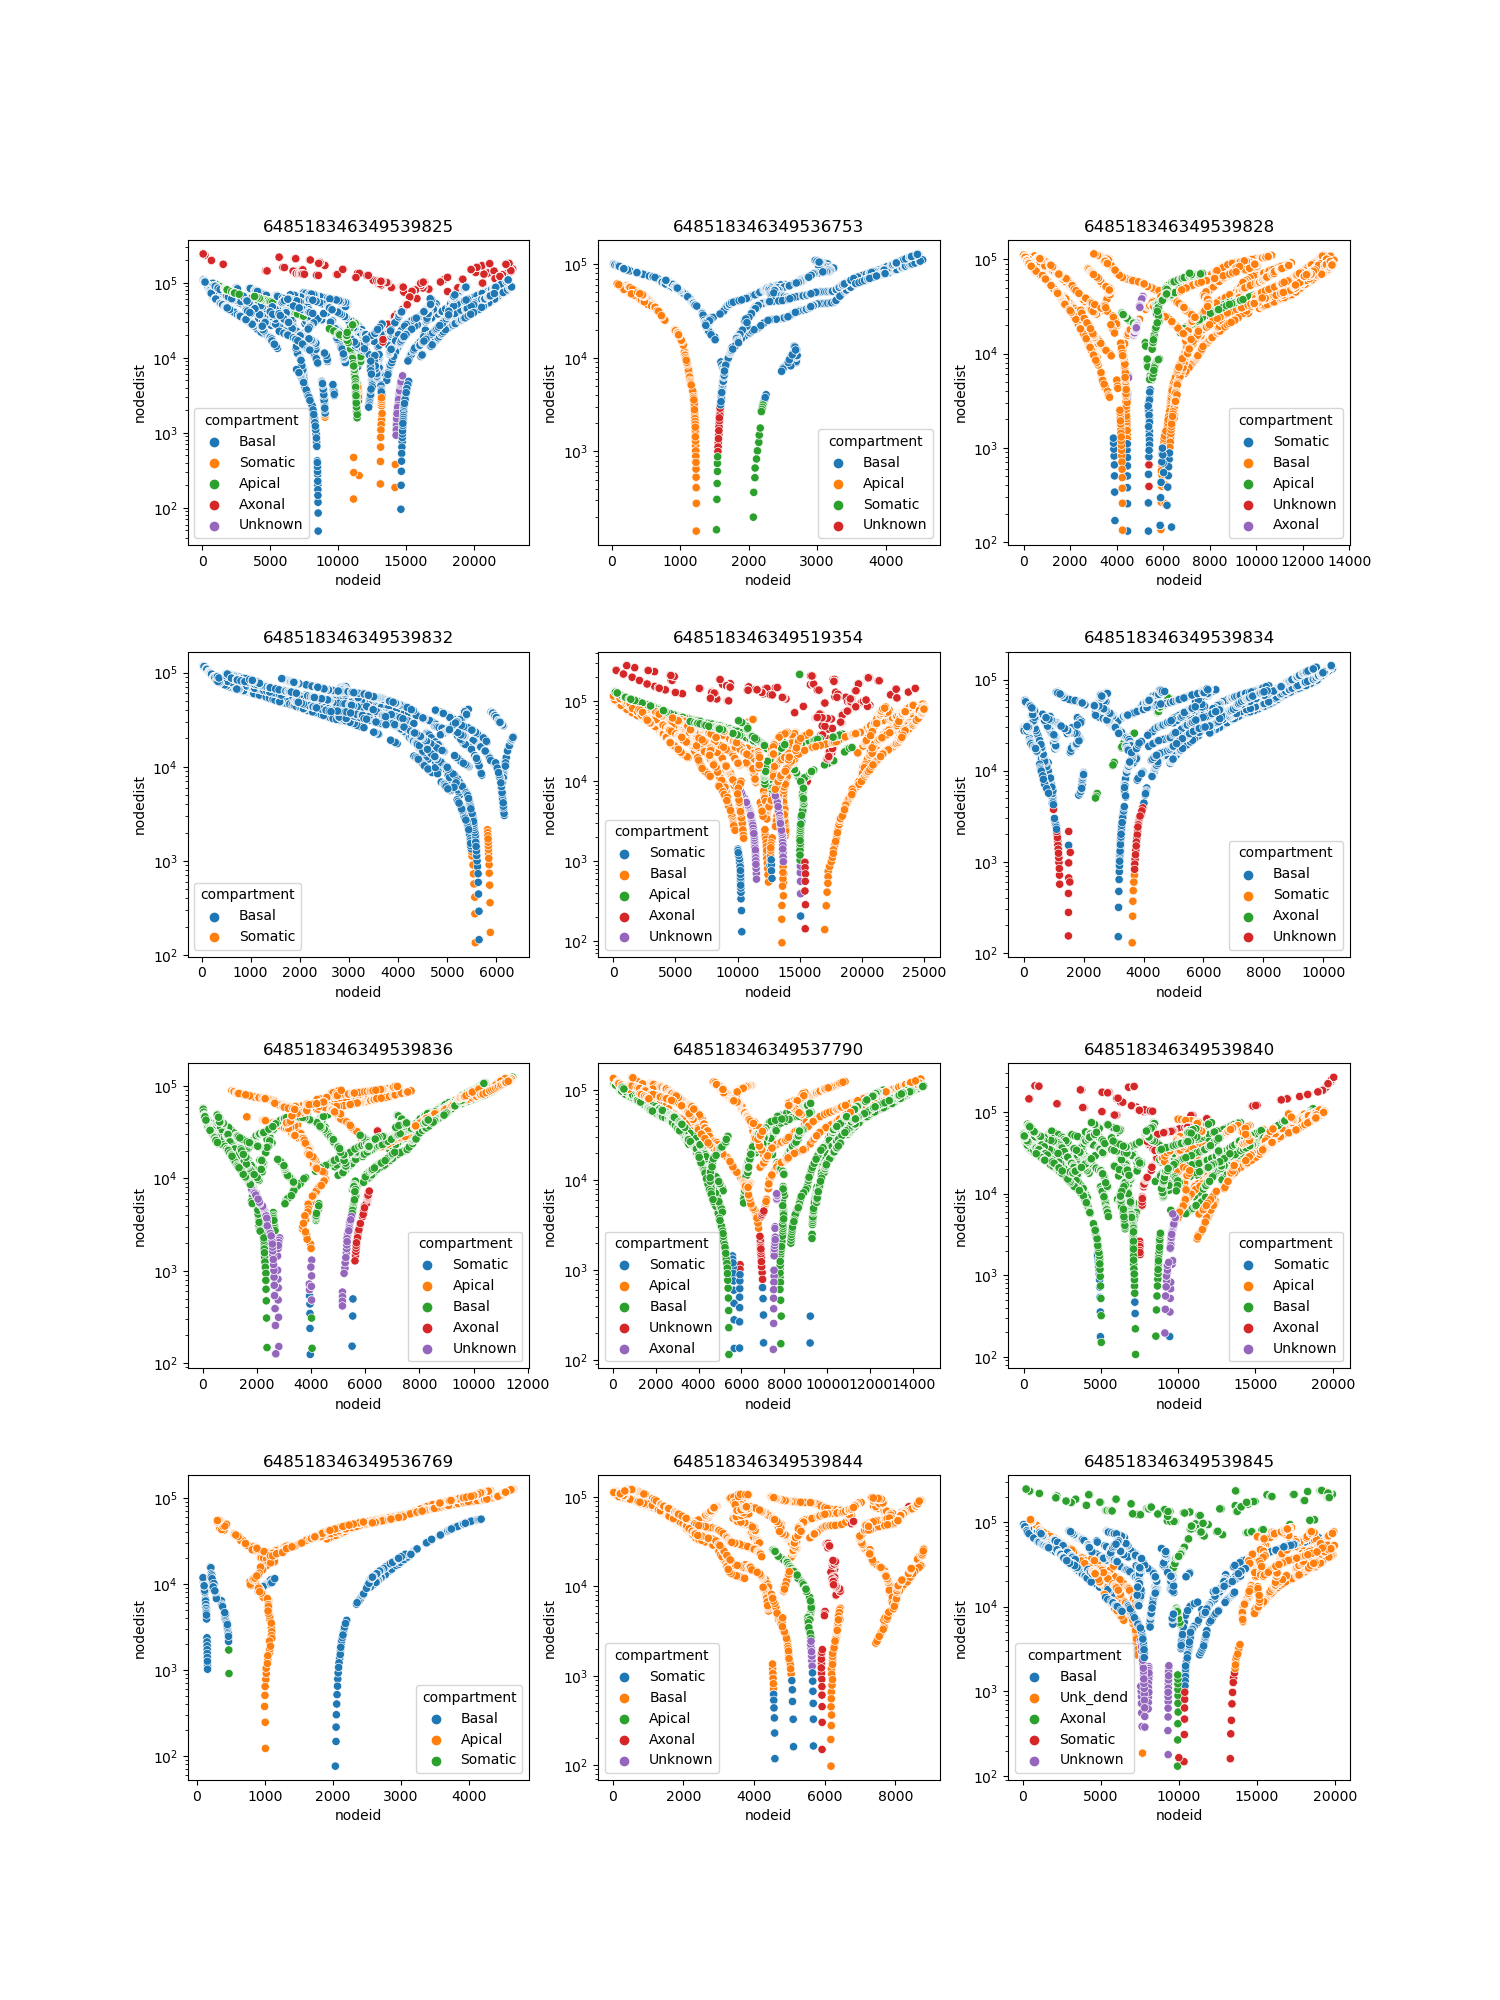 648518346349539825 648518346349536753 648518346349539828
nodedist 10^5 10^4 10^3 10^2
compartment
Basal
Somatic
Apical
Axonal
Unknown
0 5000 10000 15000 20000
nodeid
nodedist 10^5 10^4 10^3
compartment
Basal
Apical
Somatic
Unknown
0 1000 2000 3000 4000
nodeid
nodedist 10^5 10^4 10^3 10^2
compartment
Somatic
Basal
Apical
Unknown
Axonal
0 2000 4000 6000 8000 10000 12000 14000
nodeid
648518346349539832 648518346349519354 648518346349539834
nodedist 10^5 10^4 10^3 10^2
compartment
Basal
Somatic
0 1000 2000 3000 4000 5000 6000
nodeid
nodedist 10^5 10^4 10^3 10^2
compartment
Somatic
Basal
Apical
Axonal
Unknown
0 5000 10000 15000 20000 25000
nodeid
nodedist 10^5 10^4 10^3 10^2
compartment
Basal
Somatic
Axonal
Unknown
0 2000 4000 6000 8000 10000
nodeid
648518346349539836 648518346349537790 648518346349539840
nodedist 10^5 10^4 10^3 10^2
compartment
Somatic
Apical
Basal
Axonal
Unknown
0 2000 4000 6000 8000 10000 12000
nodeid
nodedist 10^5 10^4 10^3 10^2
compartment
Somatic
Apical
Basal
Unknown
Axonal
0 2000 4000 6000 8000 10000 12000 14000
nodeid
nodedist 10^5 10^4 10^3 10^2
compartment
Somatic
Apical
Basal
Axonal
Unknown
0 5000 10000 15000 20000
nodeid
648518346349536769 648518346349539844 648518346349539845
nodedist 10^5 10^4 10^3 10^2
compartment
Basal
Apical
Somatic
0 1000 2000 3000 4000
nodeid
nodedist 10^5 10^4 10^3 10^2
compartment
Somatic
Basal
Apical
Axonal
Unknown
0 2000 4000 6000 8000
nodeid
nodedist 10^5 10^4 10^3 10^2
compartment
Basal
Unk_dend
Axonal
Somatic
Unknown
0 5000 10000 15000 20000
nodeid